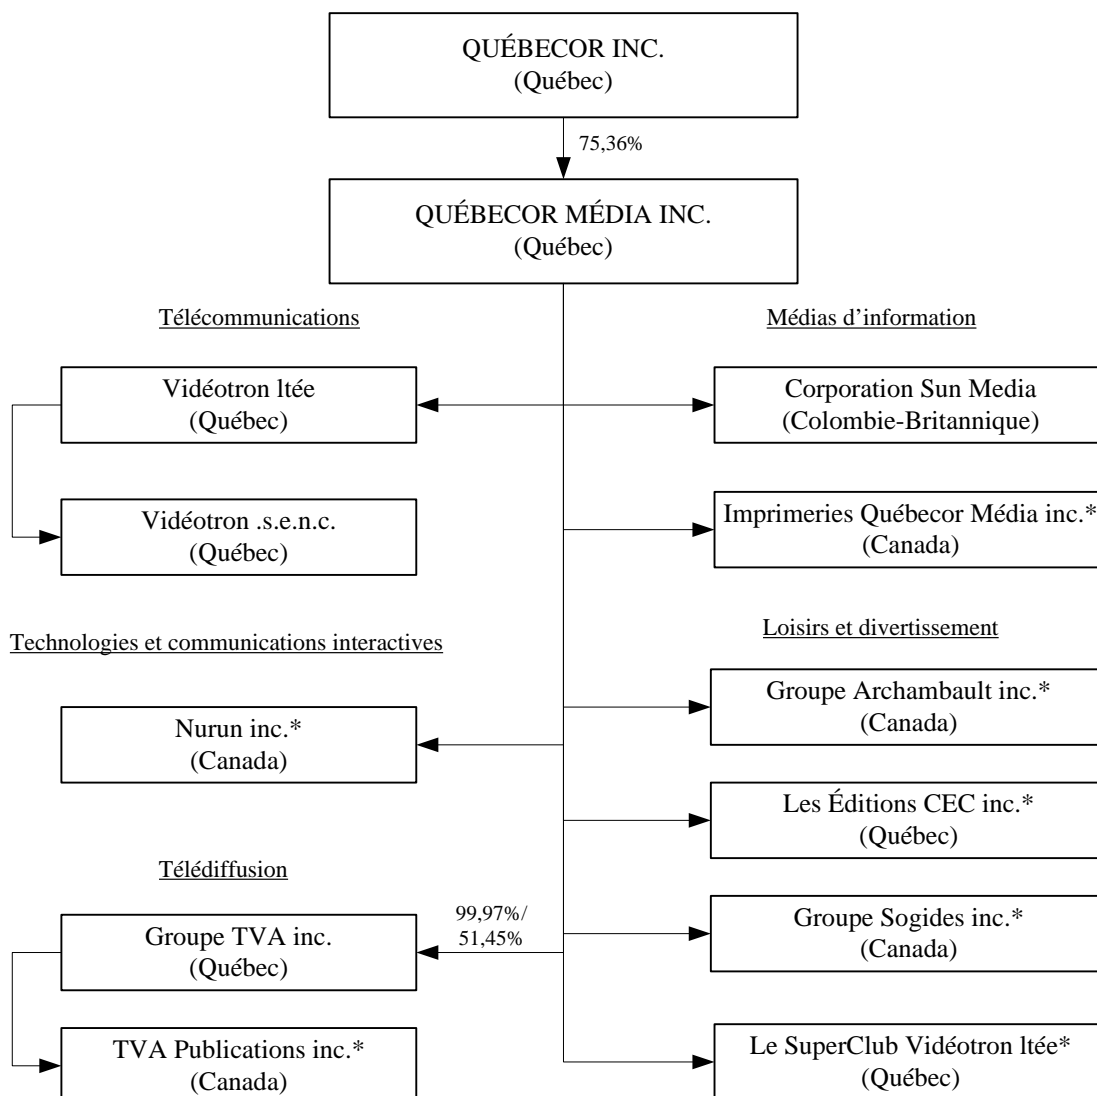 QUÉBECOR INC.
(Québec)
75,36%
QUÉBECOR MÉDIA INC.
(Québec)
Télécommunications
Vidéotron ltée
(Québec)
Vidéotron .s.e.n.c.
(Québec)
Technologies et communications interactives
Nurun inc.*
(Canada)
Télédiffusion
99,97%/
51,45%
Groupe TVA inc.
(Québec)
TVA Publications inc.*
(Canada)
Médias d’information
Corporation Sun Media
(Colombie-Britannique)
Imprimeries Québecor Média inc.*
(Canada)
Loisirs et divertissement
Groupe Archambault inc.*
(Canada)
Les Éditions CEC inc.*
(Québec)
Groupe Sogides inc.*
(Canada)
Le SuperClub Vidéotron ltée*
(Québec)